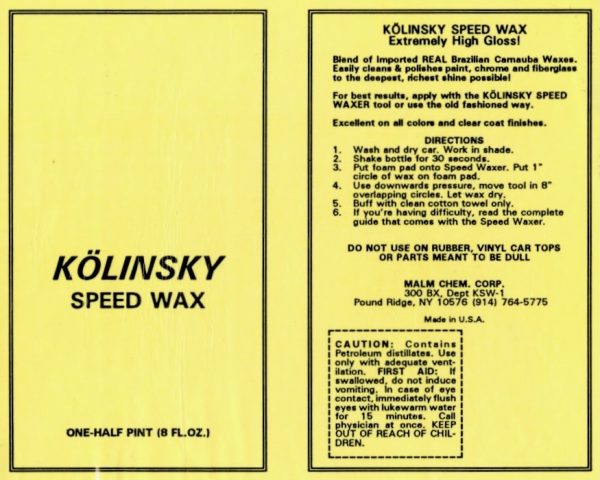 KÖLINSKY
SPEED WAX
ONE-HALF PINT (8 FL.OZ.)
KÖLINSKY SPEED WAX
Extremely High Gloss!
Blend of imported REAL Brazilian Carnauba Waxes.
Easily cleans & polishes paint, chrome and fiberglass
to the deepest, richest shine possible!
For best results, apply with the KÖLINSKY SPEED
WAXER tool or use the old fashioned way.
Excellent on all colors and clear coat finishes.
DIRECTIONS
1. Wash and dry car. Work in shade.
2. Shake bottle for 30 seconds.
3. Put foam pad onto Speed Waxer. Put 1"
circle of wax on foam pad.
4. Use downwards pressure, move tool in 8"
overlapping circles. Let wax dry.
5. Buff with clean cotton towel only.
6. If you're having difficulty, read the complete
guide that comes with the Speed Waxer.
DO NOT USE ON RUBBER, VINYL CAR TOPS
OR PARTS MEANT TO BE DULL
MALM CHEM. CORP.
300 BX, Dept KSW-1
Pound Ridge, NY 10576 (914) 764-5775
Made in U.S.A.
CAUTION: Contains
Petroleum distillates. Use
only with adequate vent-
ilation. FIRST AID: If
swallowed, do not induce
vomiting. In case of eye
contact, immediately flush
eyes with lukewarm water
for 15 minutes. Call
physician at once. KEEP
OUT OF REACH OF CHIL-
DREN.